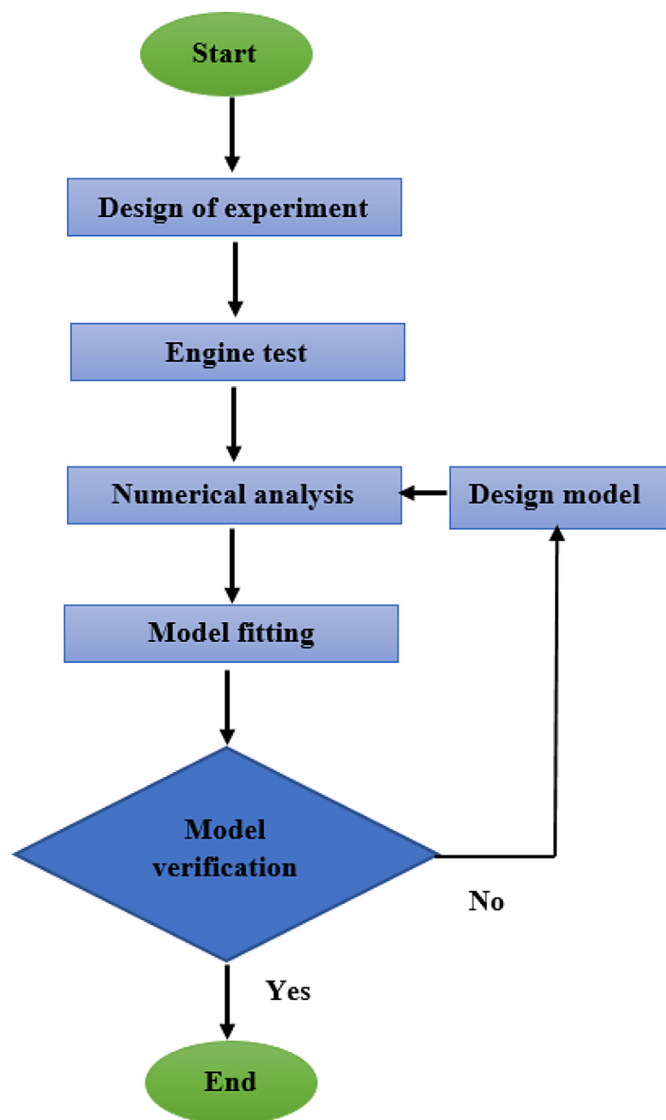 Start
Design of experiment
Engine test
Numerical analysis
Design model
Model fitting
Model
verification
No
Yes
End